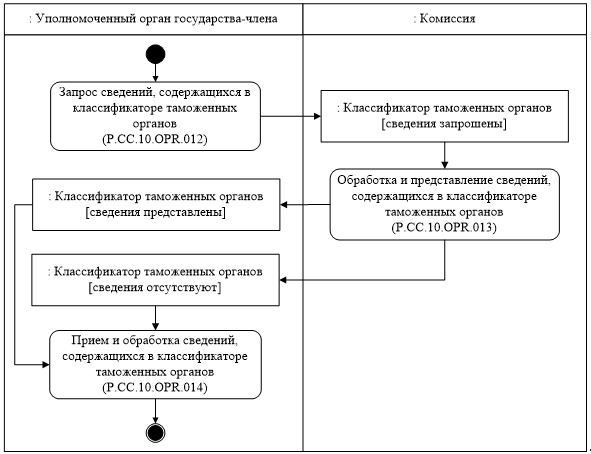 : Уполномоченный орган государства-члена
: Комиссия
Запрос сведений, содержащихся в
классификаторе таможенных
органов
(P.CC.10.OPR.012)
: Классификатор таможенных органов
[сведения запрошены]
Обработка и представление сведений,
содержащихся в классификаторе
таможенных органов
(P.CC.10.OPR.013)
: Классификатор таможенных органов
[сведения представлены]
: Классификатор таможенных органов
[сведения отсутствуют]
Прием и обработка сведений,
содержащихся в классификаторе
таможенных органов
(P.CC.10.OPR.014)